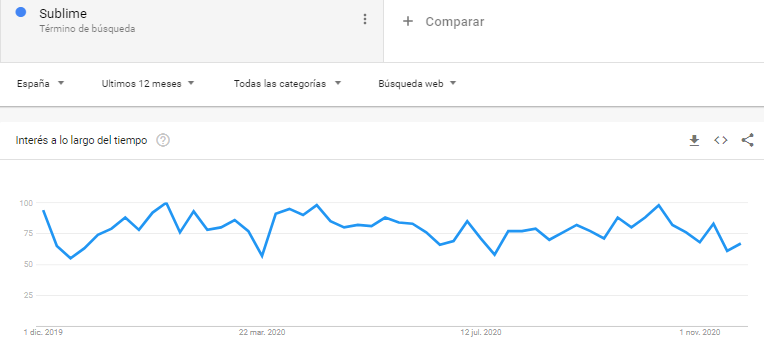 Sublime
Término de búsqueda
+ Comparar
España
Ultimos 12 meses
Todas las categorías
Búsqueda web
Interés a lo largo del tiempo
?
100
75
50
25
1 dic. 2019
22 mar. 2020
12 jul. 2020
1 nov. 2020